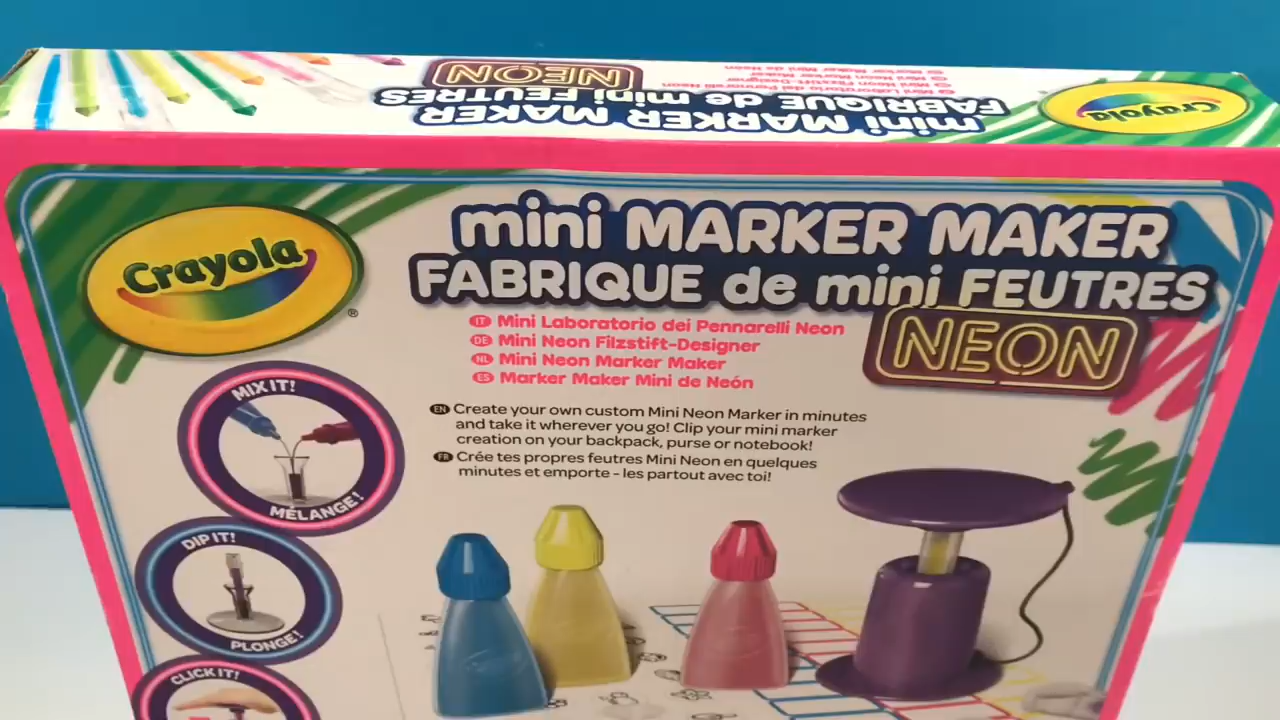 mini MARKER MAKER
FABRIQUE de mini FEUTRES
NEON
Crayola
Crayola
®
mini MARKER MAKER
FABRIQUE de mini FEUTRES
NEON
IT Mini Laboratorio dei Pennarelli Neon
DE Mini Neon Filzstift-Designer
NL Mini Neon Marker Maker
ES Marker Maker Mini de Neón
EN Create your own custom Mini Neon Marker in minutes
and take it wherever you go! Clip your mini marker
creation on your backpack, purse or notebook!
FR Crée tes propres feutres Mini Neon en quelques
minutes et emporte - les partout avec toi!
MIX IT!
MÉLANGE!
DIP IT!
PLONGE!
CLICK IT!